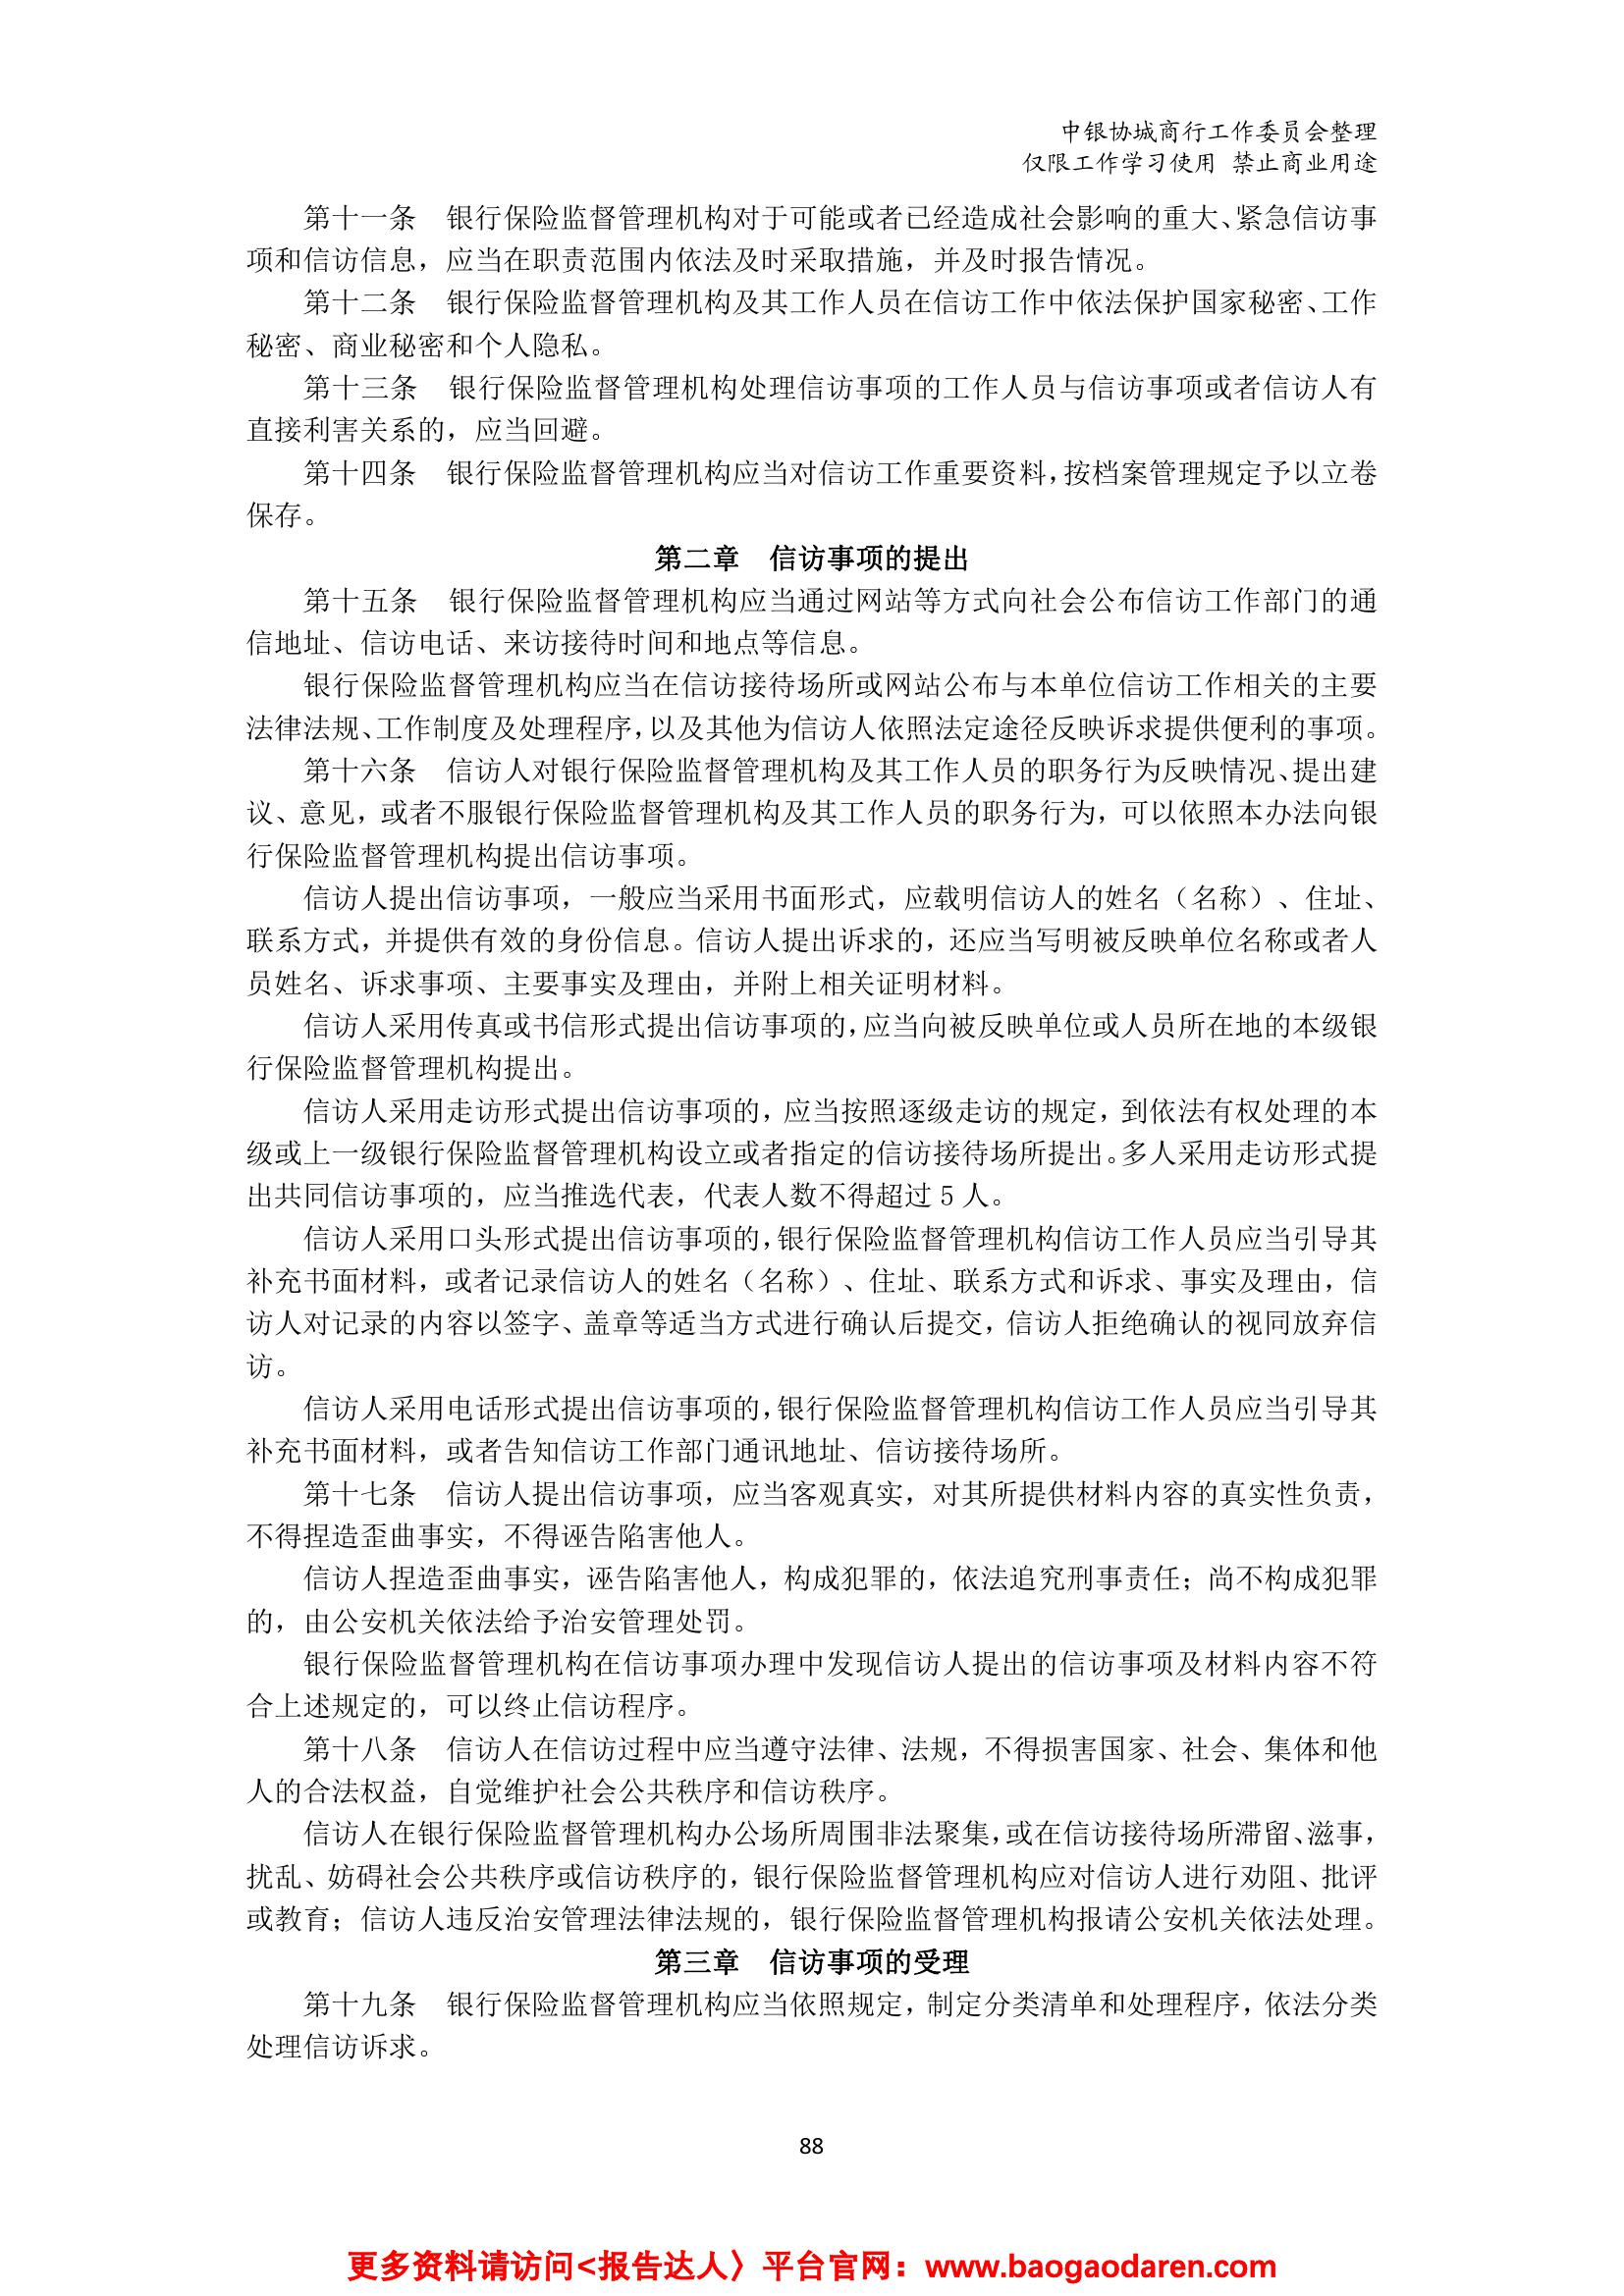 中银协城商行工作委员会整理
仅限工作学习使用 禁止商业用途
第十一条　银行保险监督管理机构对于可能或者已经造成社会影响的重大、紧急信访事
项和信访信息，应当在职责范围内依法及时采取措施，并及时报告情况。
第十二条　银行保险监督管理机构及其工作人员在信访工作中依法保护国家秘密、工作
秘密、商业秘密和个人隐私。
第十三条　银行保险监督管理机构处理信访事项的工作人员与信访事项或者信访人有
直接利害关系的，应当回避。
第十四条　银行保险监督管理机构应当对信访工作重要资料，按档案管理规定予以立卷
保存。
第二章　信访事项的提出
第十五条　银行保险监督管理机构应当通过网站等方式向社会公布信访工作部门的通
信地址、信访电话、来访接待时间和地点等信息。
银行保险监督管理机构应当在信访接待场所或网站公布与本单位信访工作相关的主要
法律法规、工作制度及处理程序，以及其他为信访人依照法定途径反映诉求提供便利的事项。
第十六条　信访人对银行保险监督管理机构及其工作人员的职务行为反映情况、提出建
议、意见，或者不服银行保险监督管理机构及其工作人员的职务行为，可以依照本办法向银
行保险监督管理机构提出信访事项。
信访人提出信访事项，一般应当采用书面形式，应载明信访人的姓名（名称）、住址、
联系方式，并提供有效的身份信息。信访人提出诉求的，还应当写明被反映单位名称或者人
员姓名、诉求事项、主要事实及理由，并附上相关证明材料。
信访人采用传真或书信形式提出信访事项的，应当向被反映单位或人员所在地的本级银
行保险监督管理机构提出。
信访人采用走访形式提出信访事项的，应当按照逐级走访的规定，到依法有权处理的本
级或上一级银行保险监督管理机构设立或者指定的信访接待场所提出。多人采用走访形式提
出共同信访事项的，应当推选代表，代表人数不得超过 5 人。
信访人采用口头形式提出信访事项的，银行保险监督管理机构信访工作人员应当引导其
补充书面材料，或者记录信访人的姓名（名称）、住址、联系方式和诉求、事实及理由，信
访人对记录的内容以签字、盖章等适当方式进行确认后提交，信访人拒绝确认的视同放弃信
访。
信访人采用电话形式提出信访事项的，银行保险监督管理机构信访工作人员应当引导其
补充书面材料，或者告知信访工作部门通讯地址、信访接待场所。
第十七条　信访人提出信访事项，应当客观真实，对其所提供材料内容的真实性负责，
不得捏造歪曲事实，不得诬告陷害他人。
信访人捏造歪曲事实，诬告陷害他人，构成犯罪的，依法追究刑事责任；尚不构成犯罪
的，由公安机关依法给予治安管理处罚。
银行保险监督管理机构在信访事项办理中发现信访人提出的信访事项及材料内容不符
合上述规定的，可以终止信访程序。
第十八条　信访人在信访过程中应当遵守法律、法规，不得损害国家、社会、集体和他
人的合法权益，自觉维护社会公共秩序和信访秩序。
信访人在银行保险监督管理机构办公场所周围非法聚集，或在信访接待场所滞留、滋事，
扰乱、妨碍社会公共秩序或信访秩序的，银行保险监督管理机构应对信访人进行劝阻、批评
或教育；信访人违反治安管理法律法规的，银行保险监督管理机构报请公安机关依法处理。
第三章　信访事项的受理
第十九条　银行保险监督管理机构应当依照规定，制定分类清单和处理程序，依法分类
处理信访诉求。
88
更多资料请访问<报告达人〉平台官网：www.baogaodaren.com